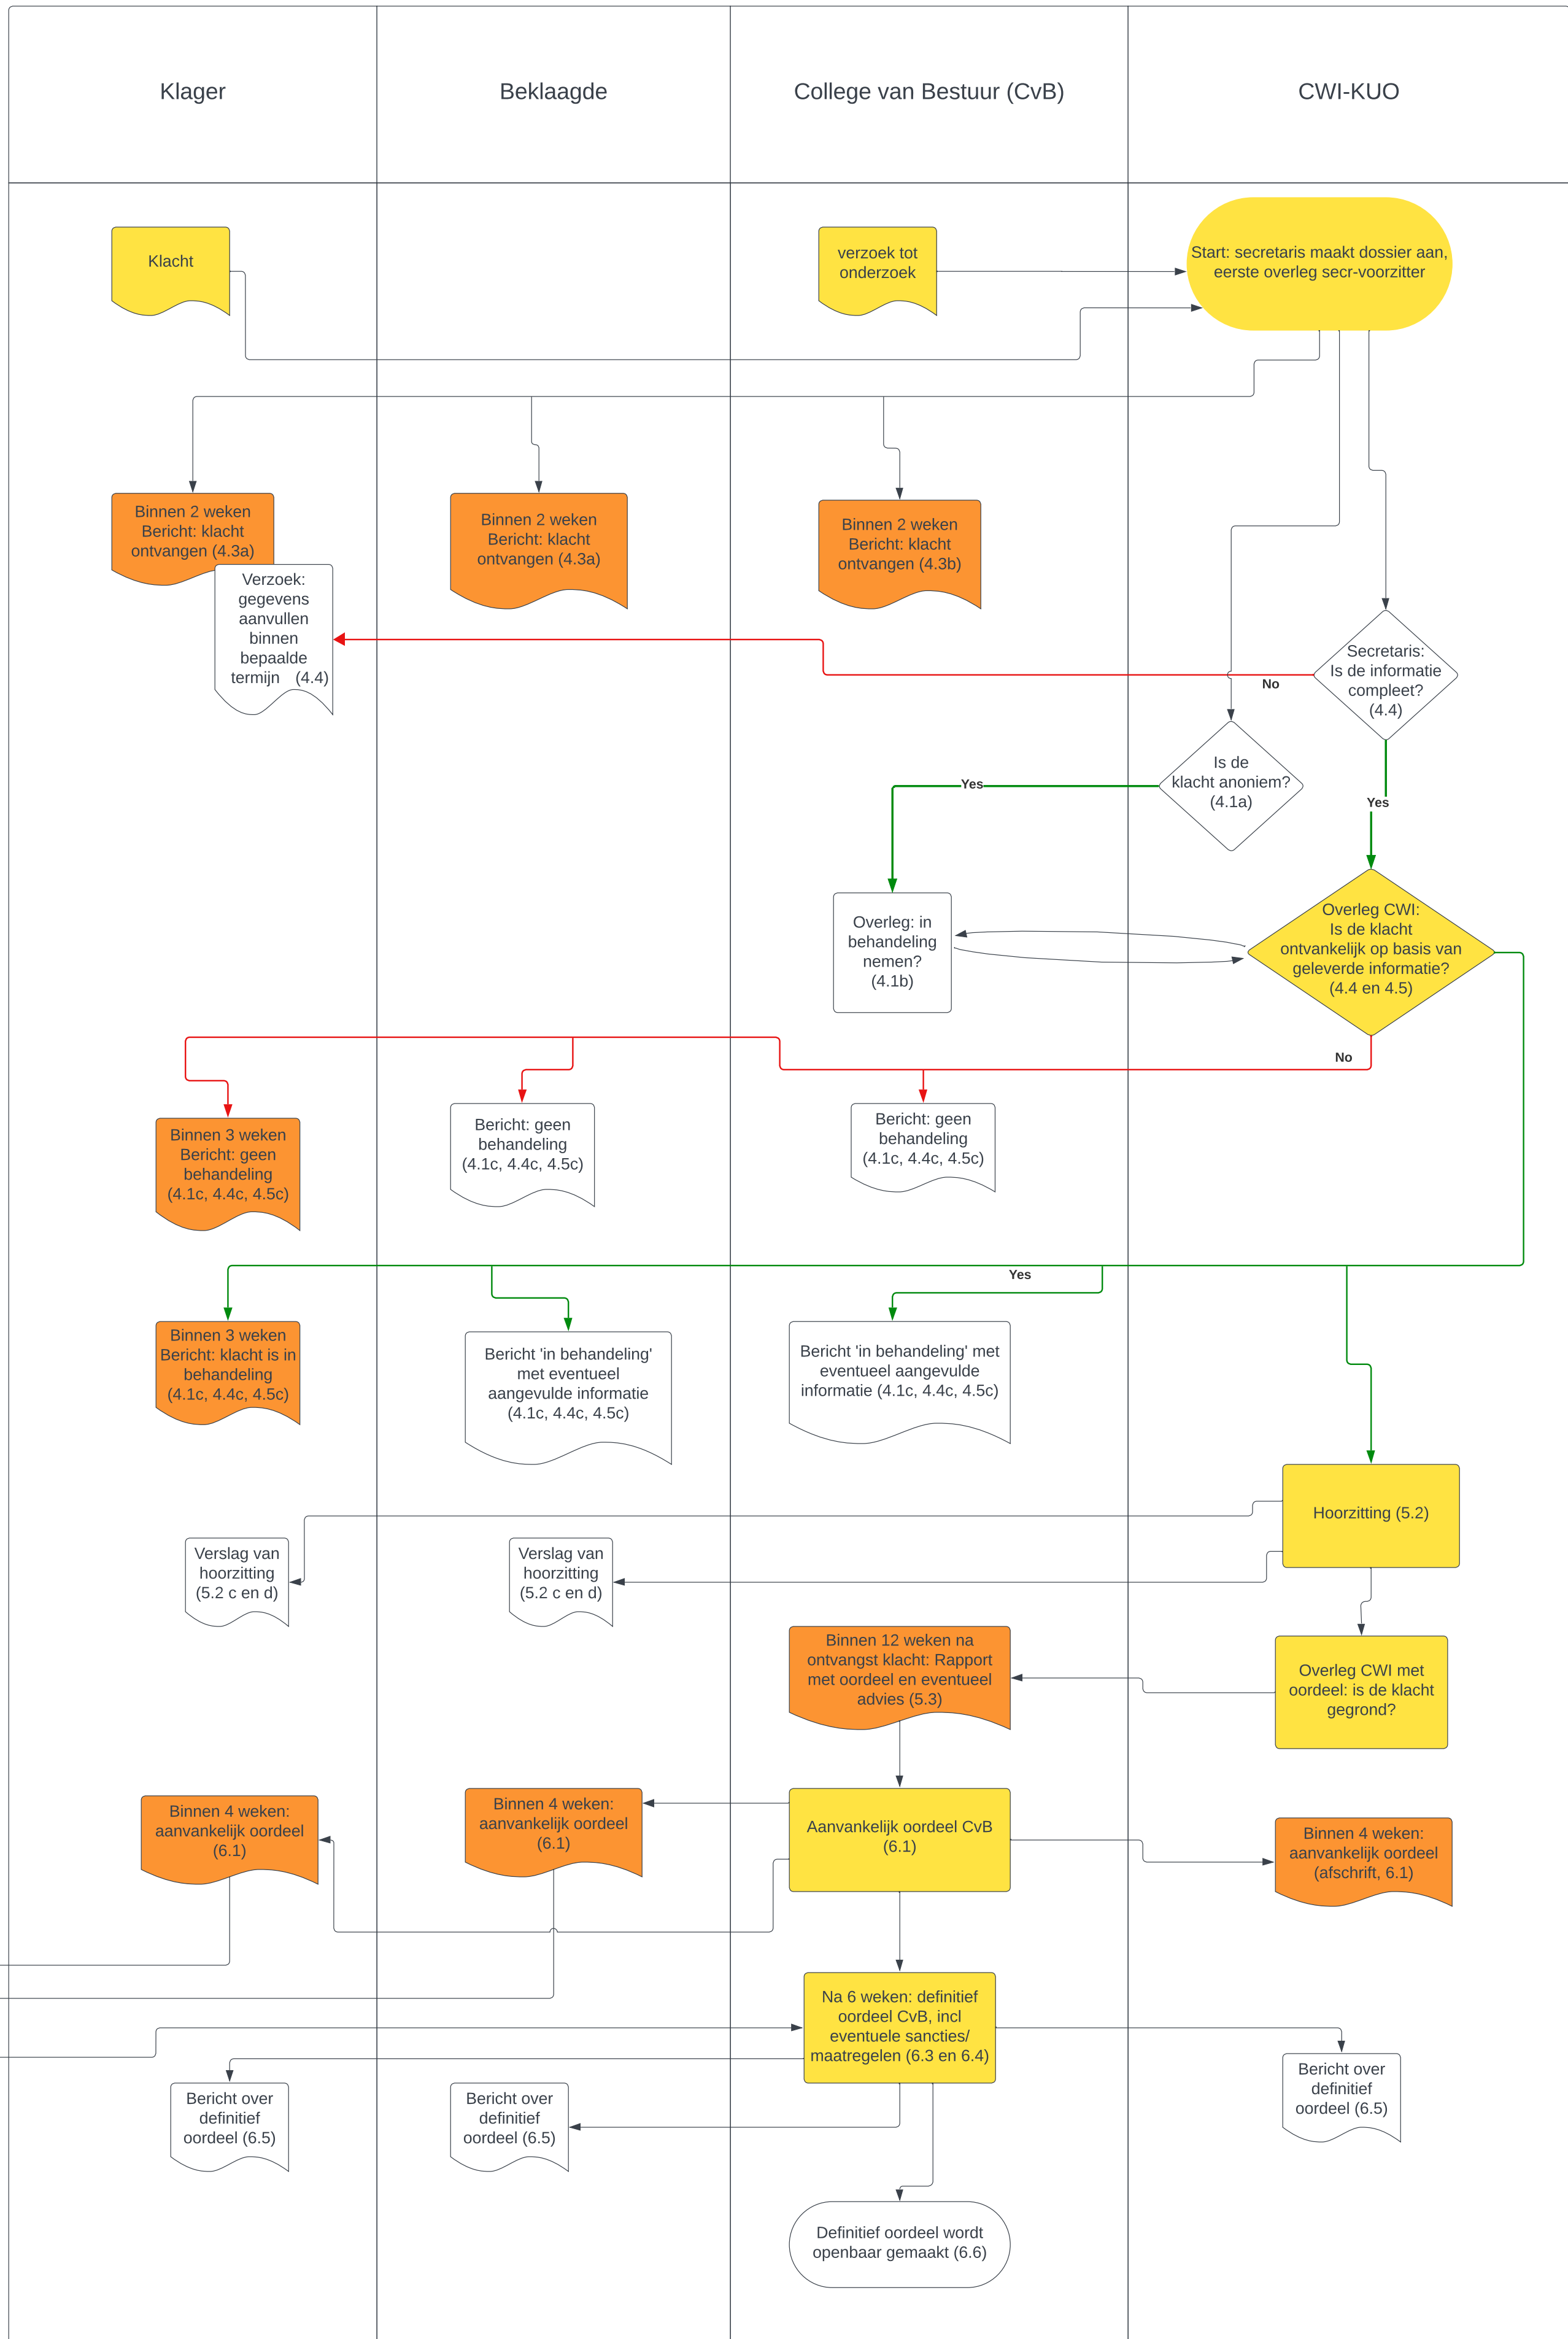 Klager
Beklaagde
College van Bestuur (CvB)
CWI-KUO
Klacht
verzoek tot
onderzoek
Start: secretaris maakt dossier aan,
eerste overleg secr-voorzitter
Binnen 2 weken
Bericht: klacht
ontvangen (4.3a)
Binnen 2 weken
Bericht: klacht
ontvangen (4.3a)
Binnen 2 weken
Bericht: klacht
ontvangen (4.3b)
Verzoek:
gegevens
aanvullen
binnen
bepaalde
termijn (4.4)
Secretaris:
Is de informatie
compleet?
(4.4)
No
Is de
klacht anoniem?
(4.1a)
Yes
Yes
Overleg: in
behandeling
nemen?
(4.1b)
Overleg CWI:
Is de klacht
ontvankelijk op basis van
geleverde informatie?
(4.4 en 4.5)
No
Binnen 3 weken
Bericht: geen
behandeling
(4.1c, 4.4c, 4.5c)
Bericht: geen
behandeling
(4.1c, 4.4c, 4.5c)
Bericht: geen
behandeling
(4.1c, 4.4c, 4.5c)
Yes
Binnen 3 weken
Bericht: klacht is in
behandeling
(4.1c, 4.4c, 4.5c)
Bericht 'in behandeling'
met eventueel
aangevulde informatie
(4.1c, 4.4c, 4.5c)
Bericht 'in behandeling' met
eventueel aangevulde
informatie (4.1c, 4.4c, 4.5c)
Hoorzitting (5.2)
Verslag van
hoorzitting
(5.2 c en d)
Verslag van
hoorzitting
(5.2 c en d)
Binnen 12 weken na
ontvangst klacht: Rapport
met oordeel en eventueel
advies (5.3)
Overleg CWI met
oordeel: is de klacht
gegrond?
Binnen 4 weken:
aanvankelijk oordeel
(6.1)
Binnen 4 weken:
aanvankelijk oordeel
(6.1)
Aanvankelijk oordeel CvB
(6.1)
Binnen 4 weken:
aanvankelijk oordeel
(afschrift, 6.1)
Na 6 weken: definitief
oordeel CvB, incl
eventuele sancties/
maatregelen (6.3 en 6.4)
Bericht over
definitief
oordeel (6.5)
Bericht over
definitief
oordeel (6.5)
Bericht over
definitief
oordeel (6.5)
Definitief oordeel wordt
openbaar gemaakt (6.6)